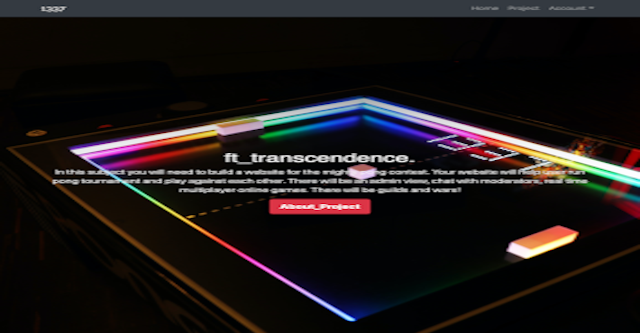 1337
Home Project Account
ft_transcendence.
In this subject you will need to build a website for the mighty pong contest. Your website will help user run
pong tournament and play against each other. There will be an admin view, chat with moderators, real time
multiplayer online games. There will be guilds and wars!
About_Project
1337